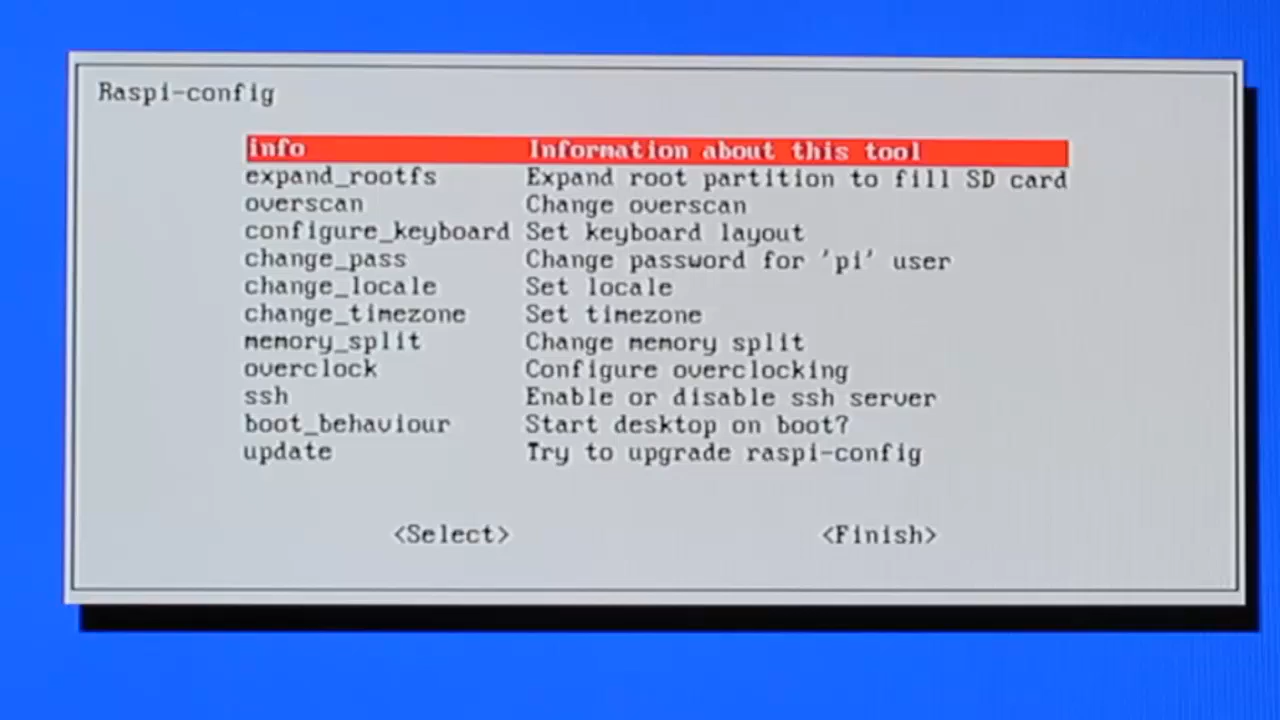 Raspi-config
info Information about this tool
expand_rootfs Expand root partition to fill SD card
overscan Change overscan
configure_keyboard Set keyboard layout
change_pass Change password for 'pi' user
change_locale Set locale
change_timezone Set timezone
memory_split Change memory split
overclock Configure overclocking
ssh Enable or disable ssh server
boot_behaviour Start desktop on boot?
update Try to upgrade raspi-config
<Select> <Finish>